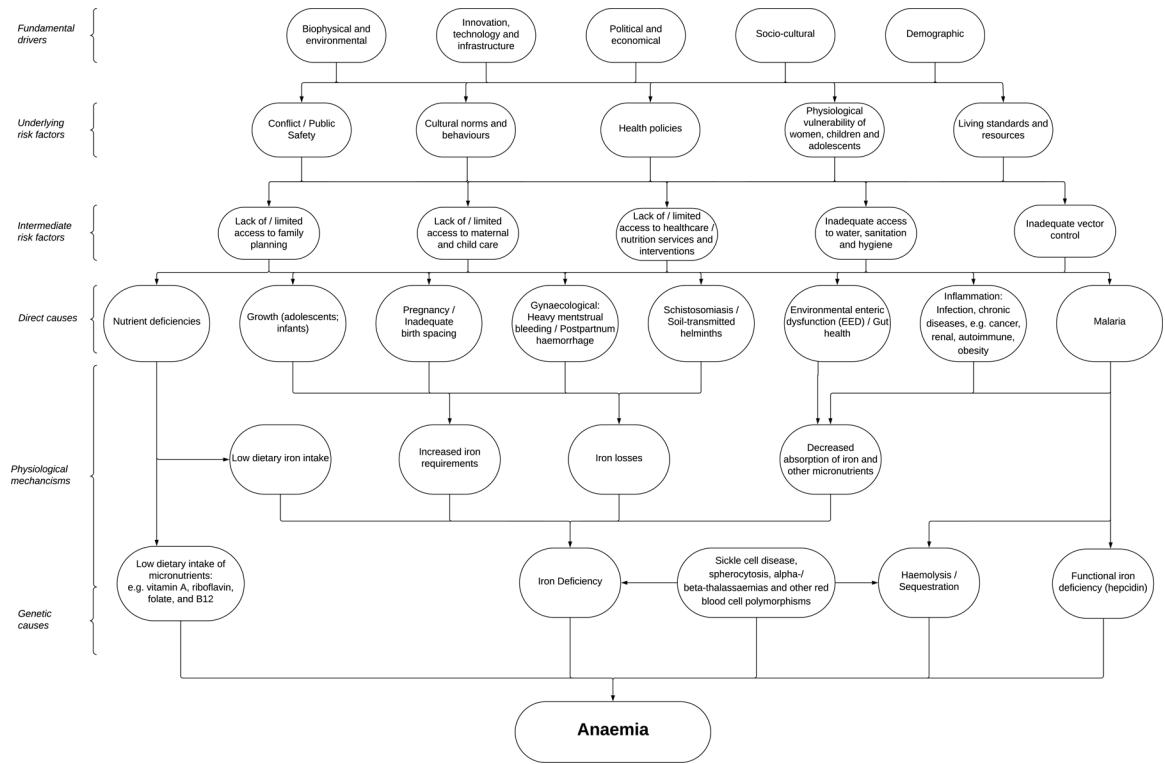 Fundamental
drivers
Biophysical and
environmental
Innovation,
technology and
infrastructure
Political and
economical
Socio-cultural
Demographic
Underlying
risk factors
Conflict / Public
Safety
Cultural norms and
behaviours
Health policies
Physiological
vulnerability of
women, children and
adolescents
Living standards and
resources
Intermediate
risk factors
Lack of / limited
access to family
planning
Lack of / limited
access to maternal
and child care
Lack of / limited
access to healthcare /
nutrition services and
interventions
Inadequate access
to water, sanitation
and hygiene
Inadequate vector
control
Direct causes
Nutrient deficiencies
Growth (adolescents;
infants)
Pregnancy /
Inadequate
birth spacing
Gynaecological:
Heavy menstrual
bleeding / Postpartnum
haemorrhage
Schistosomiasis /
Soil-transmitted
helminths
Environmental enteric
dysfunction (EED) / Gut
health
Inflammation:
Infection, chronic
diseases, e.g. cancer,
renal, autoimmune,
obesity
Malaria
Physiological
mechancisms
Low dietary iron intake
Increased iron
requirements
Iron losses
Decreased
absorption of iron and
other micronutrients
Genetic
causes
Low dietary intake of
micronutrients:
e.g. vitamin A, riboflavin,
folate, and B12
Iron Deficiency
Sickle cell disease,
spherocytosis, alpha-/
beta-thalassaemias and other red
blood cell polymorphisms
Haemolysis /
Sequestration
Functional iron
deficiency (hepcidin)
Anaemia